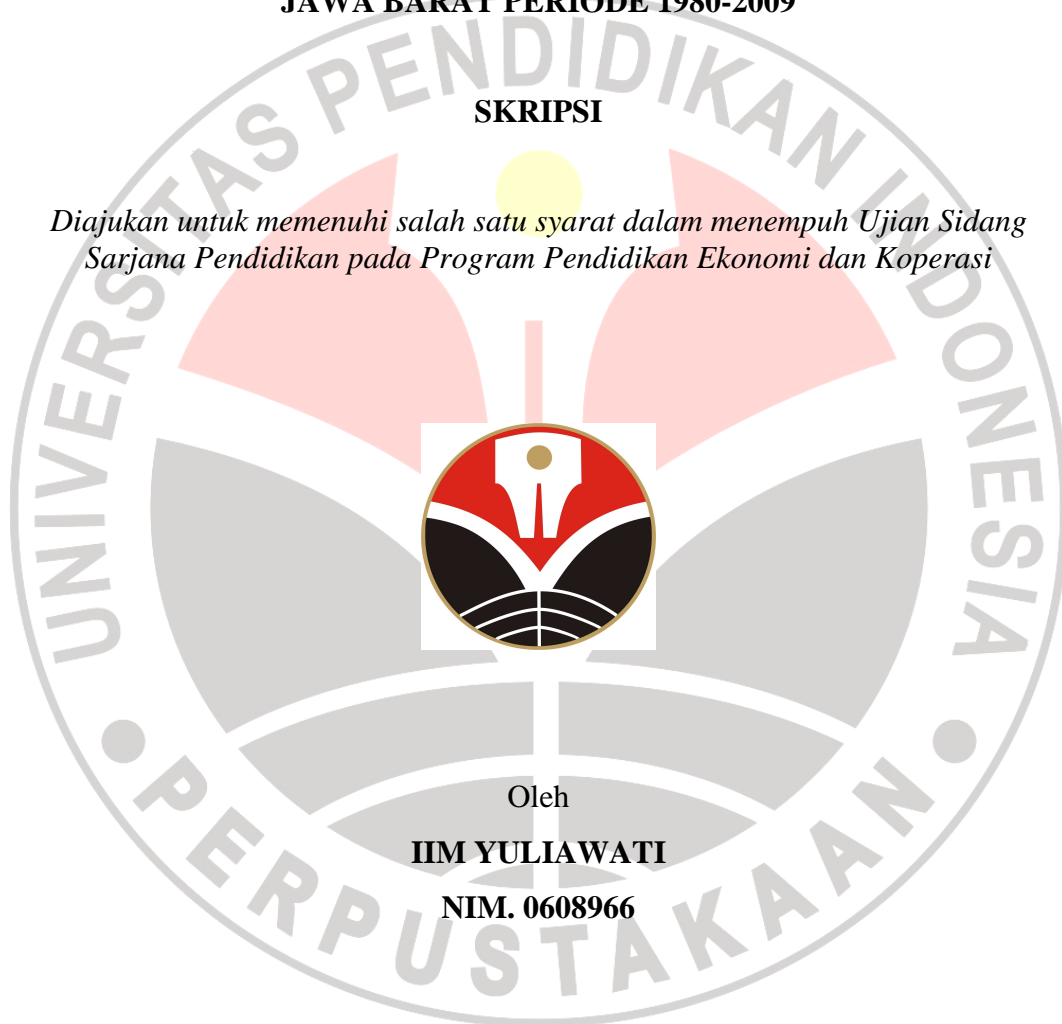 JAWA BARAT PERIODE 1980-2009
SKRIPSI
Diajukan untuk memenuhi salah satu syarat dalam menempuh Ujian Sidang
Sarjana Pendidikan pada Program Pendidikan Ekonomi dan Koperasi
Oleh
IIM YULIAWATI
NIM. 0608966
UNIVERSITAS PENDIDIKAN INDONESIA
PERPUSTAKAAN